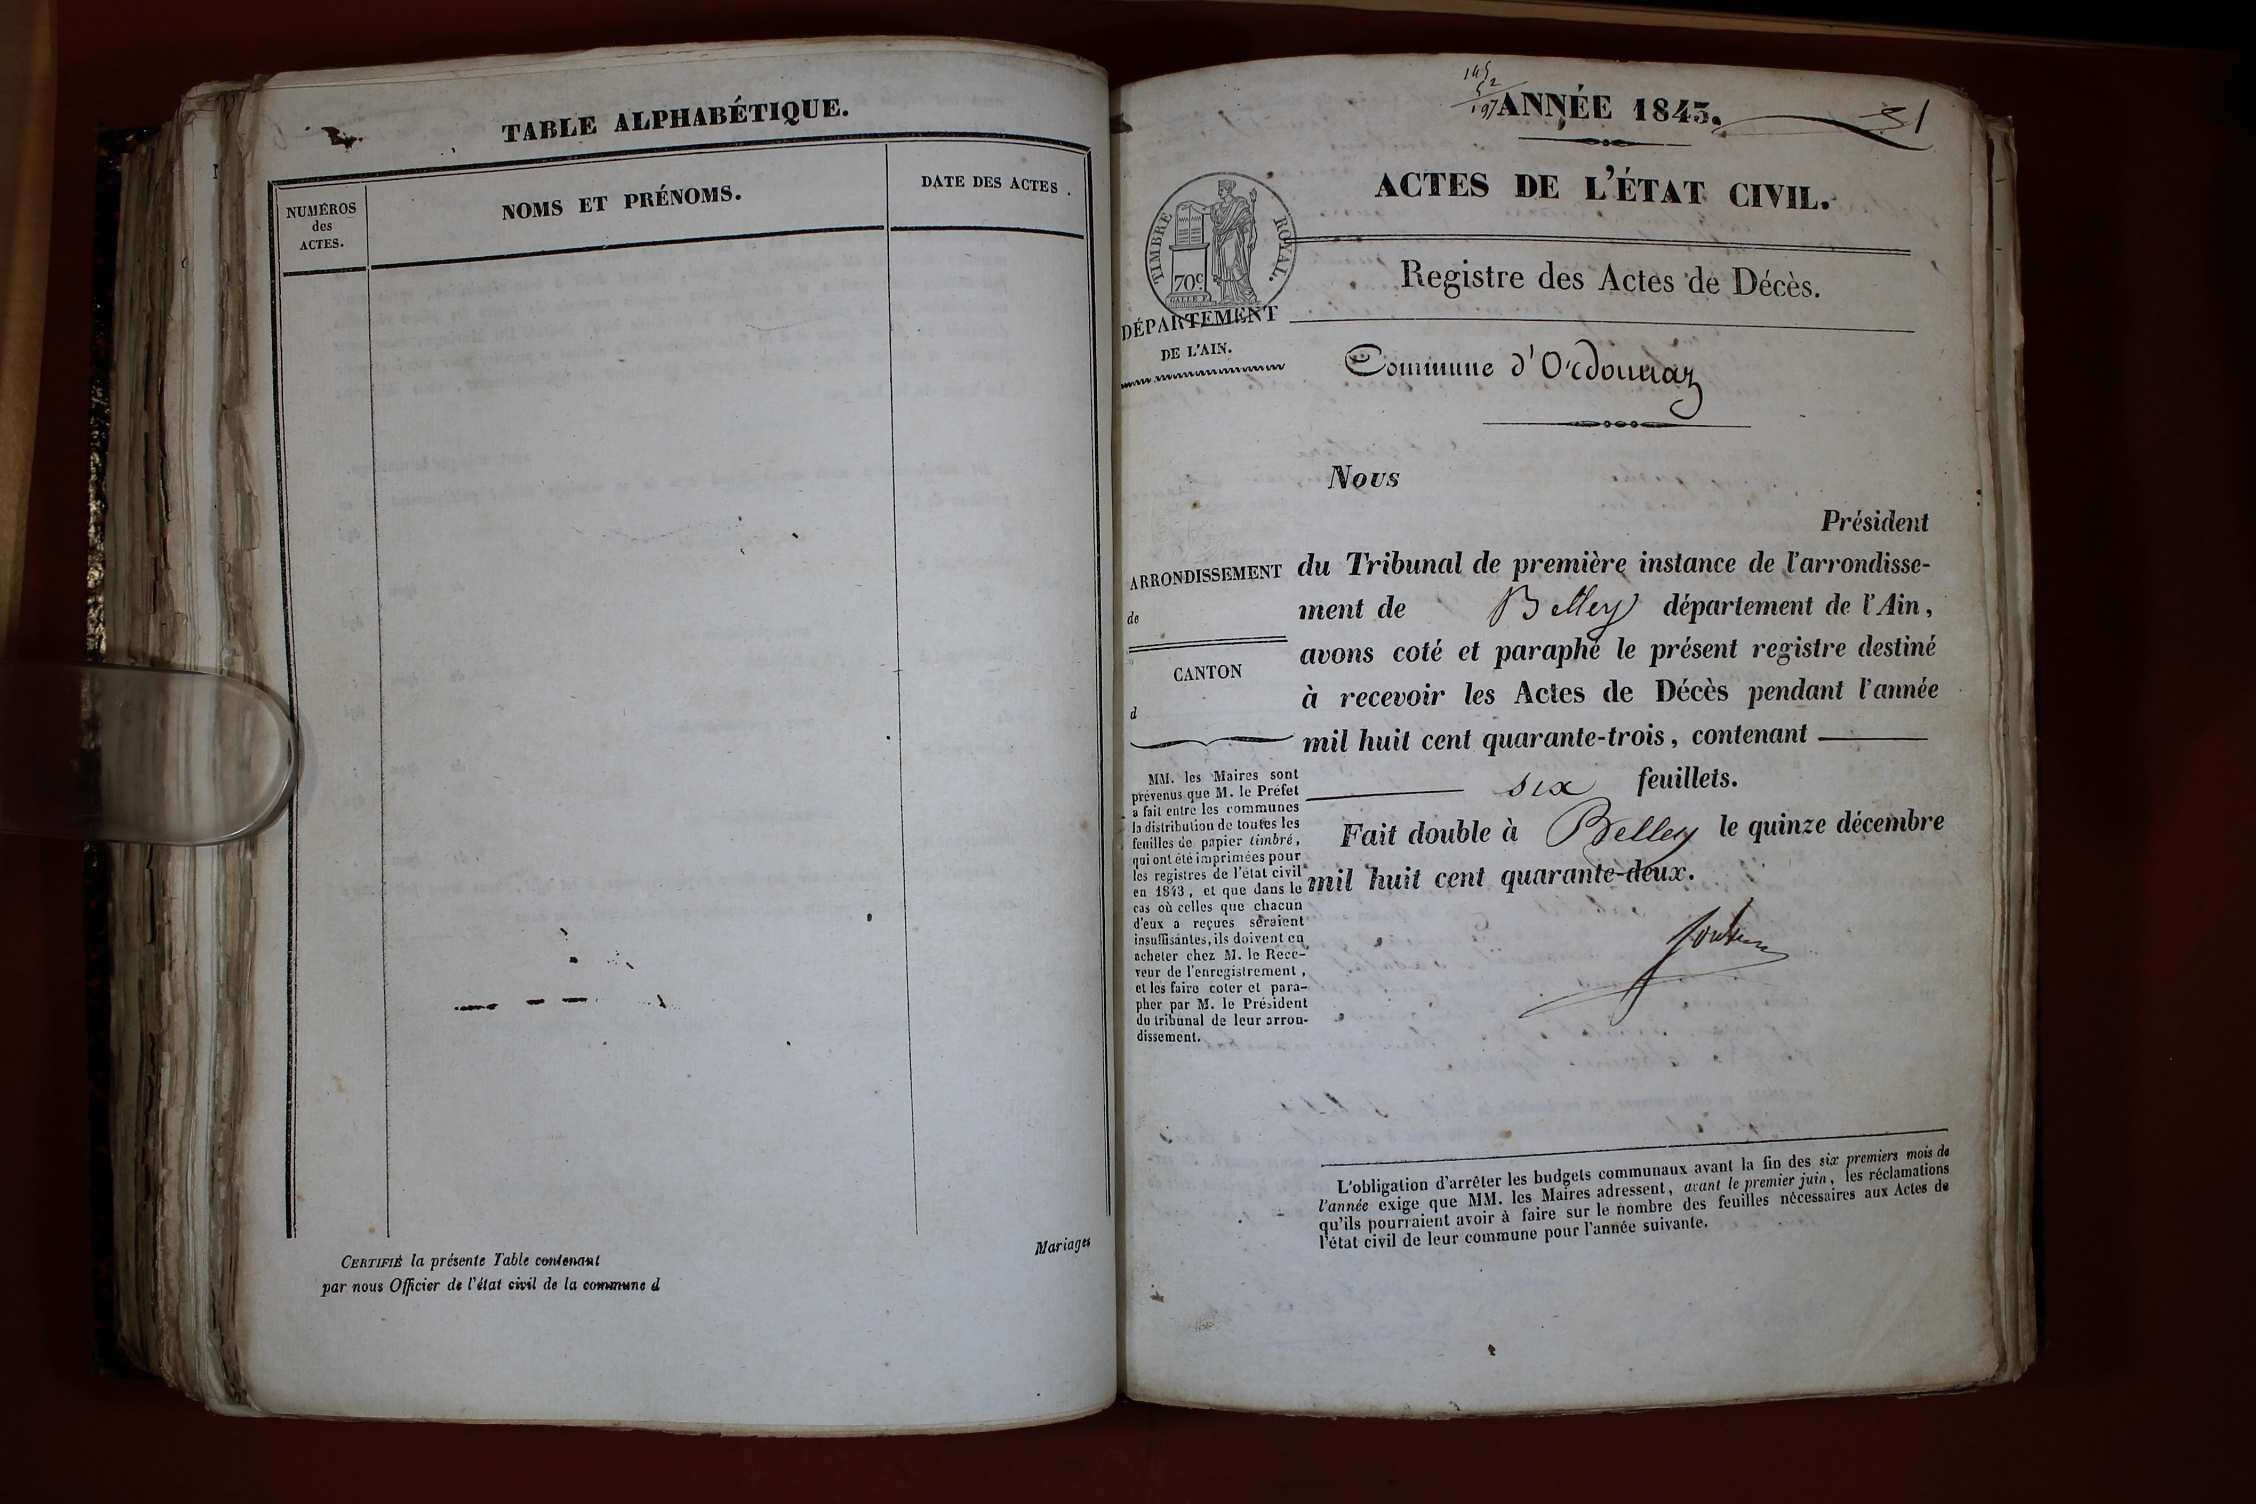 TABLE ALPHABÉTIQUE.
NUMÉROS
des
ACTES.
NOMS ET PRÉNOMS.
DATE DES ACTES.
CERTIFIÉ la présente Table contenant
Mariages
par nous Officier de l'état civil de la commune d
145
52
197
ANNÉE 1843.
1
ACTES DE L'ÉTAT CIVIL.
TIMBRE ROYAL.
70c
Registre des Actes de Décès.
DÉPARTEMENT
DE L'AIN.
Commune d'Ordonnaz
Nous
Président
ARRONDISSEMENT
de
CANTON
d
du Tribunal de première instance de l'arrondisse-
ment de Belley département de l'Ain,
avons coté et paraphé le présent registre destiné
à recevoir les Actes de Décès pendant l'année
mil huit cent quarante-trois, contenant
six feuillets.
Fait double à Belley le quinze décembre
mil huit cent quarante-deux.
MM. les Maires sont
prévenus que M. le Préfet
a fait entre les communes
la distribution de toutes les
feuilles de papier timbré,
qui ont été imprimées pour
les registres de l'état civil
en 1843, et que dans le
cas où celles que chacun
d'eux a reçues seraient
insuffisantes, ils doivent en
acheter chez M. le Rece-
veur de l'enregistrement,
et les faire coter et para-
pher par M. le Président
du tribunal de leur arron-
dissement.
L'obligation d'arrêter les budgets communaux avant la fin des six premiers mois de
l'année exige que MM. les Maires adressent, avant le premier juin, les réclamations
qu'ils pourraient avoir à faire sur le nombre des feuilles nécessaires aux Actes de
l'état civil de leur commune pour l'année suivante.